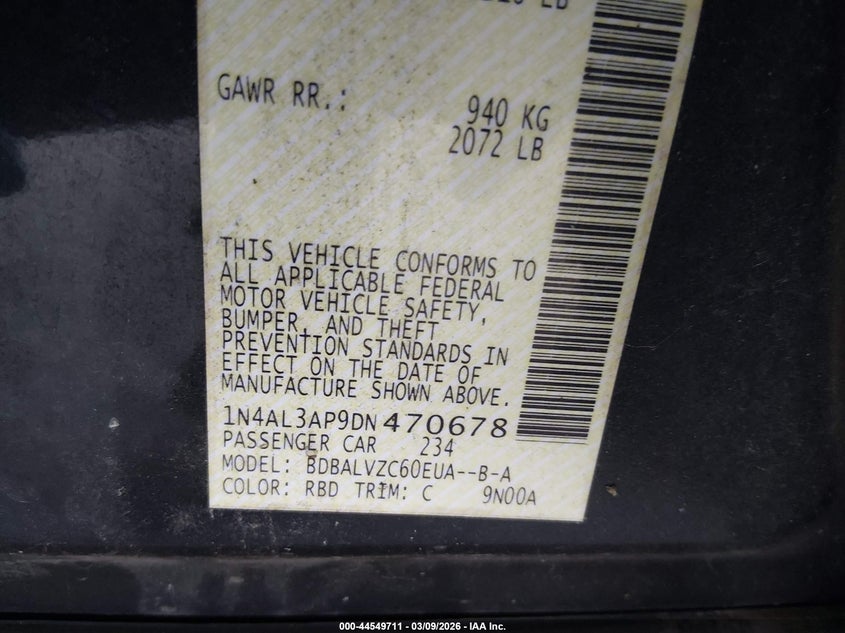 GAWR RR.:
940 KG
2072 LB
THIS VEHICLE CONFORMS TO
ALL APPLICABLE FEDERAL
MOTOR VEHICLE SAFETY,
BUMPER, AND THEFT
PREVENTION STANDARDS IN
EFFECT ON THE DATE OF
MANUFACTURE SHOWN ABOVE.
1N4AL3AP9DN470678
PASSENGER CAR 234
MODEL: BDBALVZC60EUA--B-A
COLOR: RBD TRIM: C 9N00A
000-44549711 - 03/09/2026 - IAA Inc.